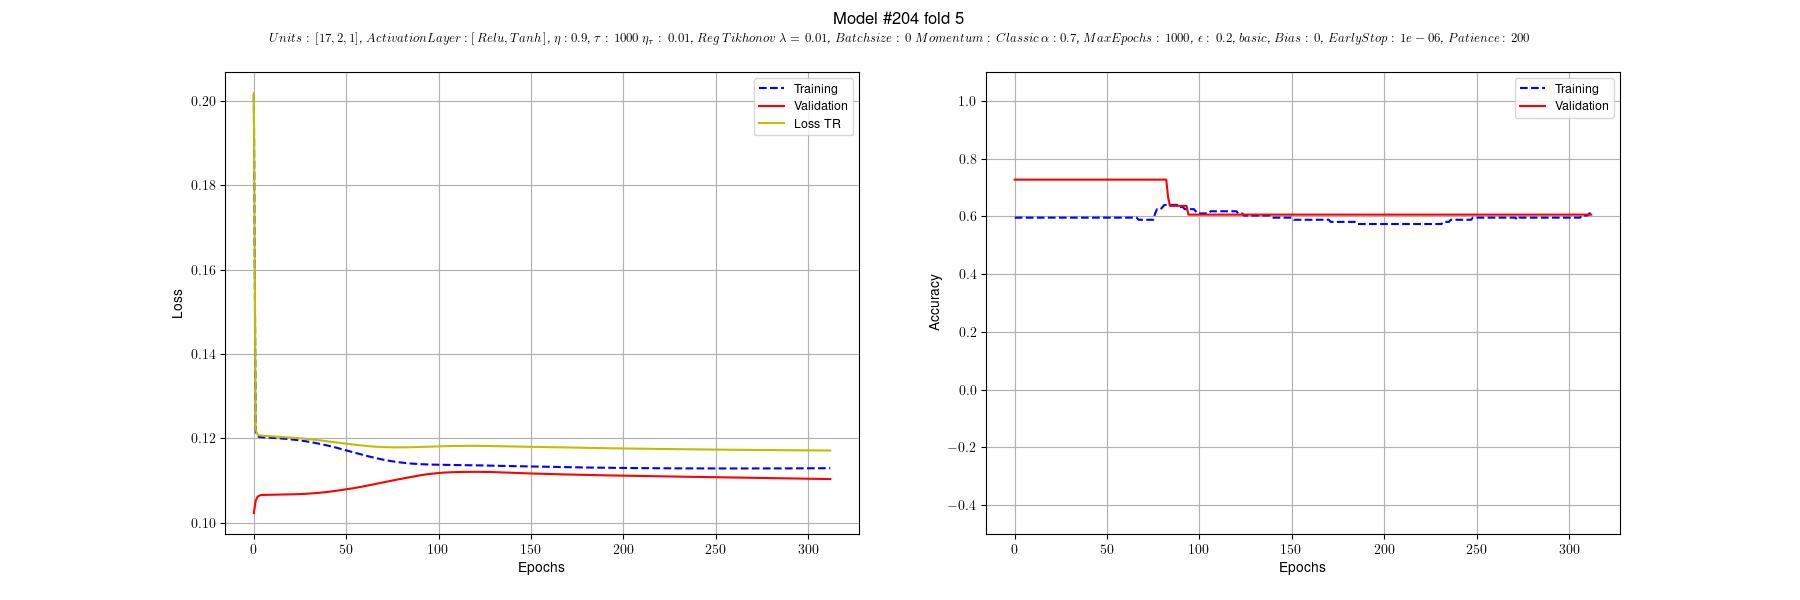 Model #204 fold 5
Units : [17, 2, 1], ActivationLayer : [ Relu, Tanh ], η : 0.9, τ : 1000 ητ : 0.01, Reg Tikhonov λ = 0.01, Batchsize : 0 Momentum : Classic α : 0.7, MaxEpochs : 1000, ϵ : 0.2, basic, Bias : 0, EarlyStop : 1e − 06, Patience : 200
Loss
0.20
0.18
0.16
0.14
0.12
0.10
Training
Validation
Loss TR
0 50 100 150 200 250 300
Epochs
Accuracy
1.0
0.8
0.6
0.4
0.2
0.0
−0.2
−0.4
Training
Validation
0 50 100 150 200 250 300
Epochs